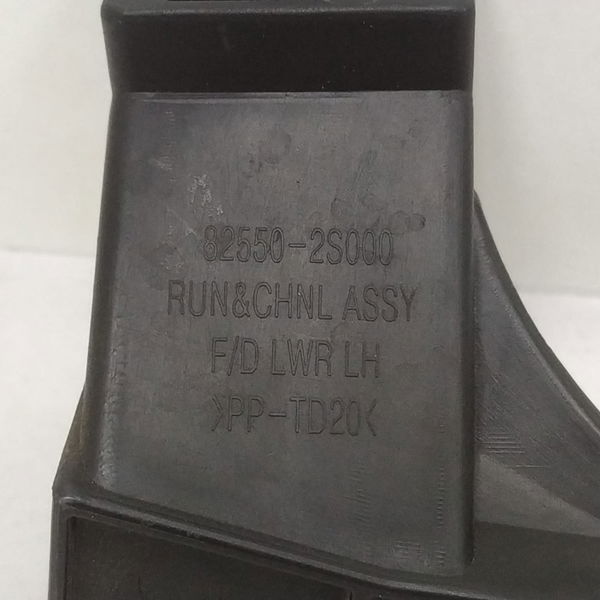 82550-2S000
RUN&CHNL ASSY
F/D LWR LH
>PP-TD20<